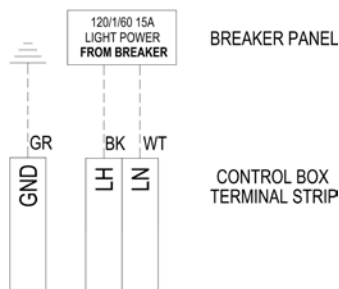 120/1/60 15A
LIGHT POWER
FROM BREAKER
BREAKER PANEL
GR
BK
WT
GND
LH
LN
CONTROL BOX
TERMINAL STRIP